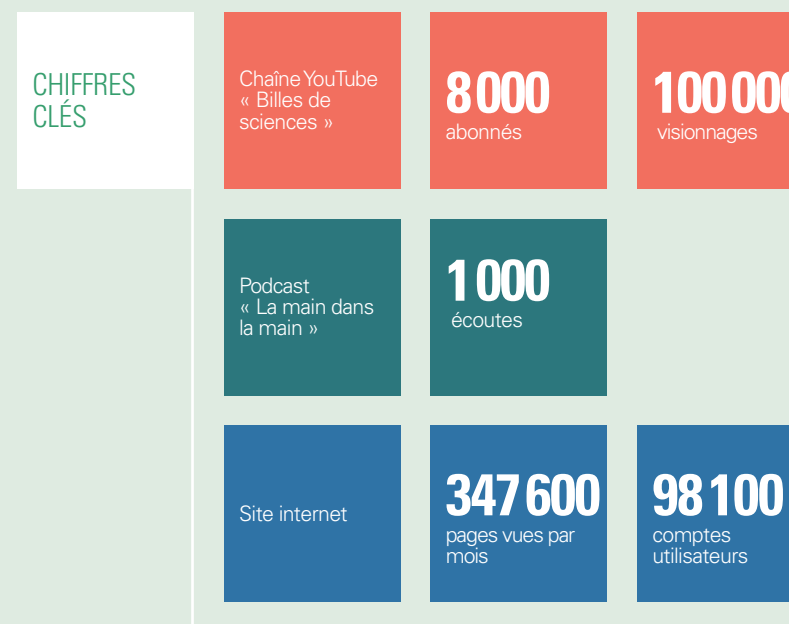 CHIFFRES
CLÉS
Chaîne YouTube
« Billes de
sciences »
8 000
abonnés
100 000
visionnages
Podcast
« La main dans
la main »
1 000
écoutes
Site internet
347 600
pages vues par
mois
98 100
comptes
utilisateurs